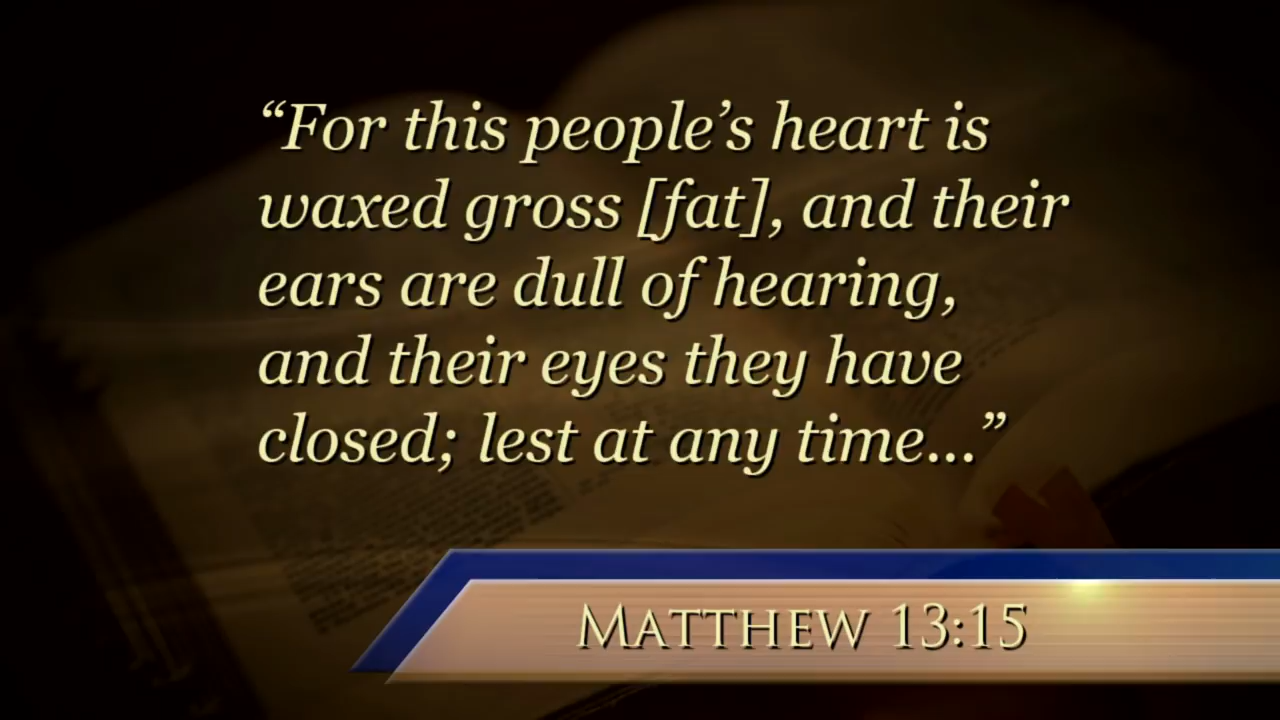 “For this people’s heart is
waxed gross [fat], and their
ears are dull of hearing,
and their eyes they have
closed; lest at any time...”
MATTHEW 13:15